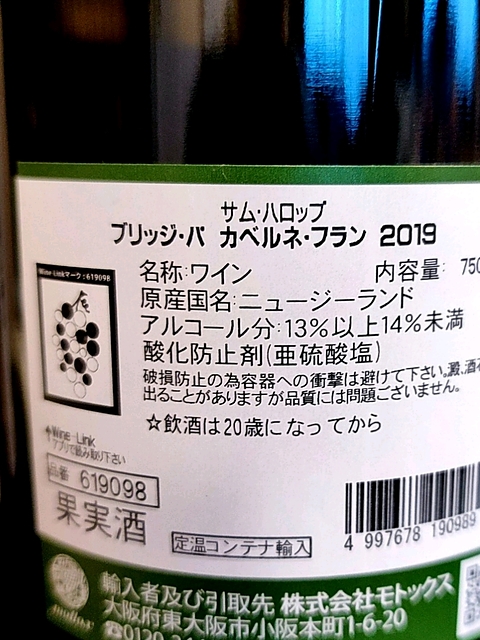 サム・ハロップ
ブリッジ・パ カベルネ・フラン 2019
Wine-Linkマーク:619098
名称:ワイン 内容量: 750
原産国名:ニュージーランド
アルコール分:13%以上14%未満
酸化防止剤(亜硫酸塩)
破損防止の為容器への衝撃は避けて下さい。澱、酒石
出ることがありますが品質には問題ございません。
☆飲酒は20歳になってから
Wine-Link
アプリで読み取り下さい
品番 619098
果実酒
定温コンテナ輸入
4 997678 190989
輸入者及び引取先 株式会社モトックス
大阪府東大阪市小阪本町1-6-20